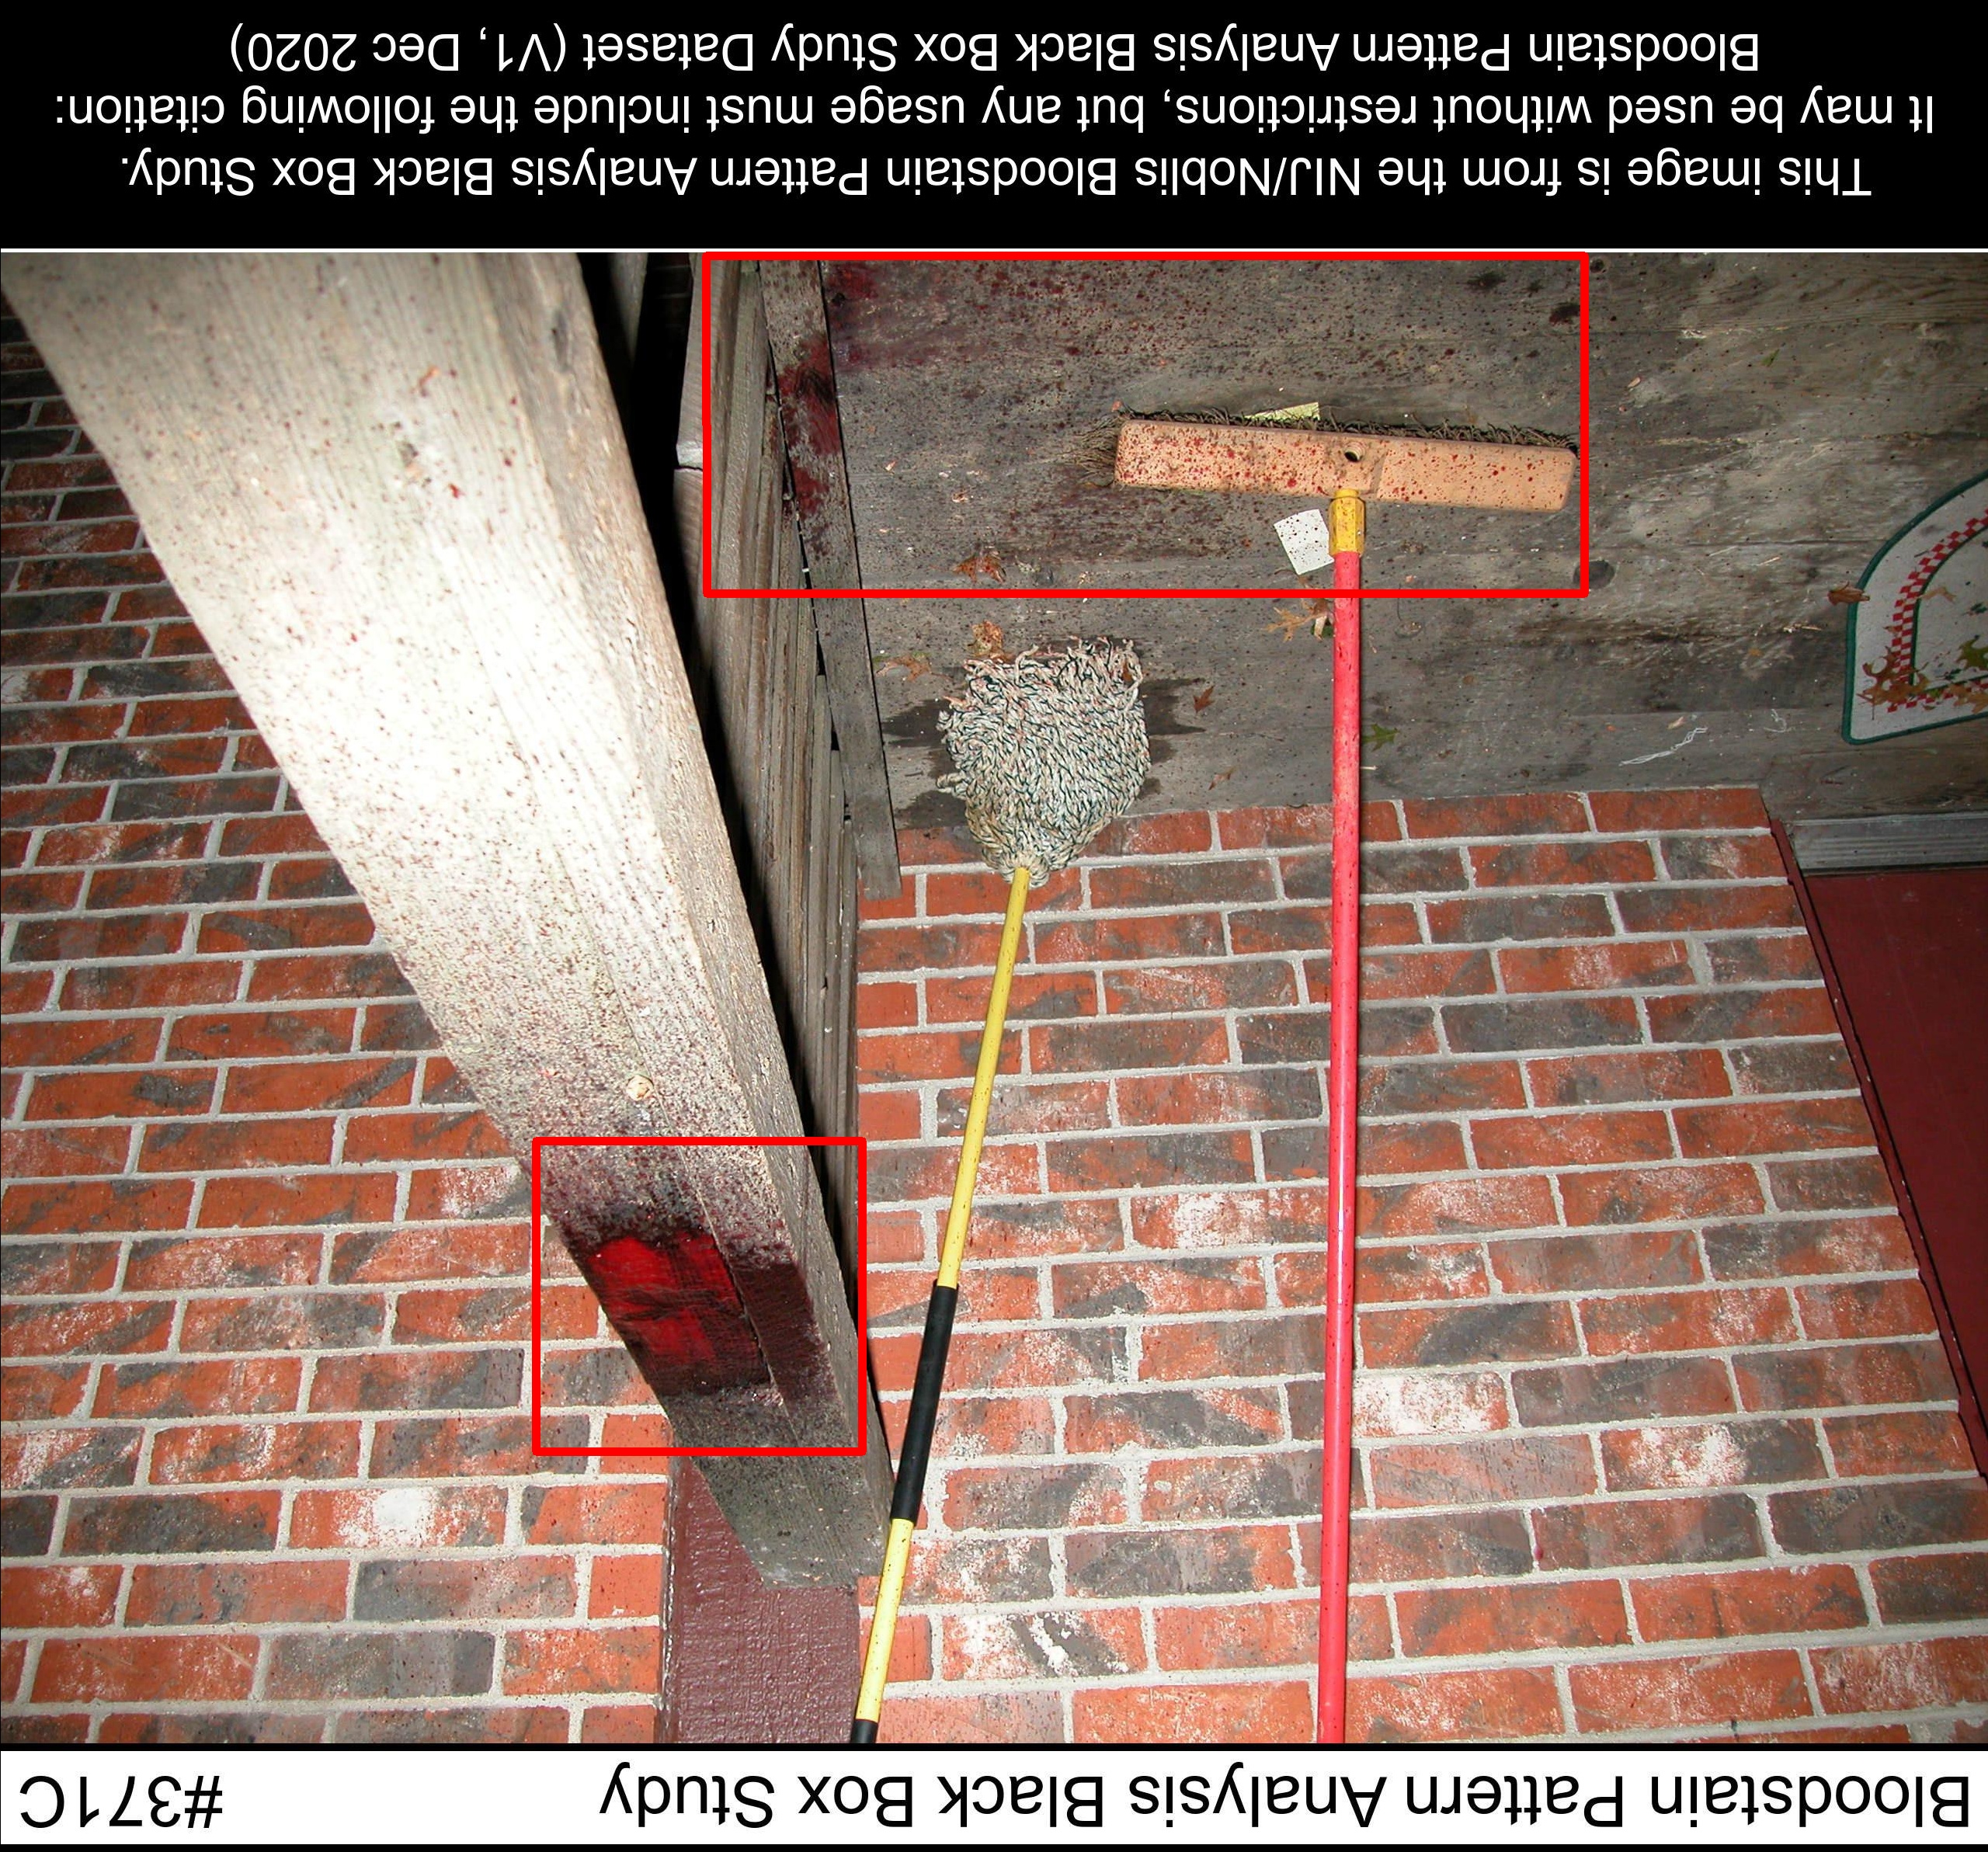 Bloodstain Pattern Analysis Black Box Study #371C
This image is from the NIJ/Noblis Bloodstain Pattern Analysis Black Box Study.
It may be used without restrictions, but any usage must include the following citation:
Bloodstain Pattern Analysis Black Box Study Dataset (V1, Dec 2020)